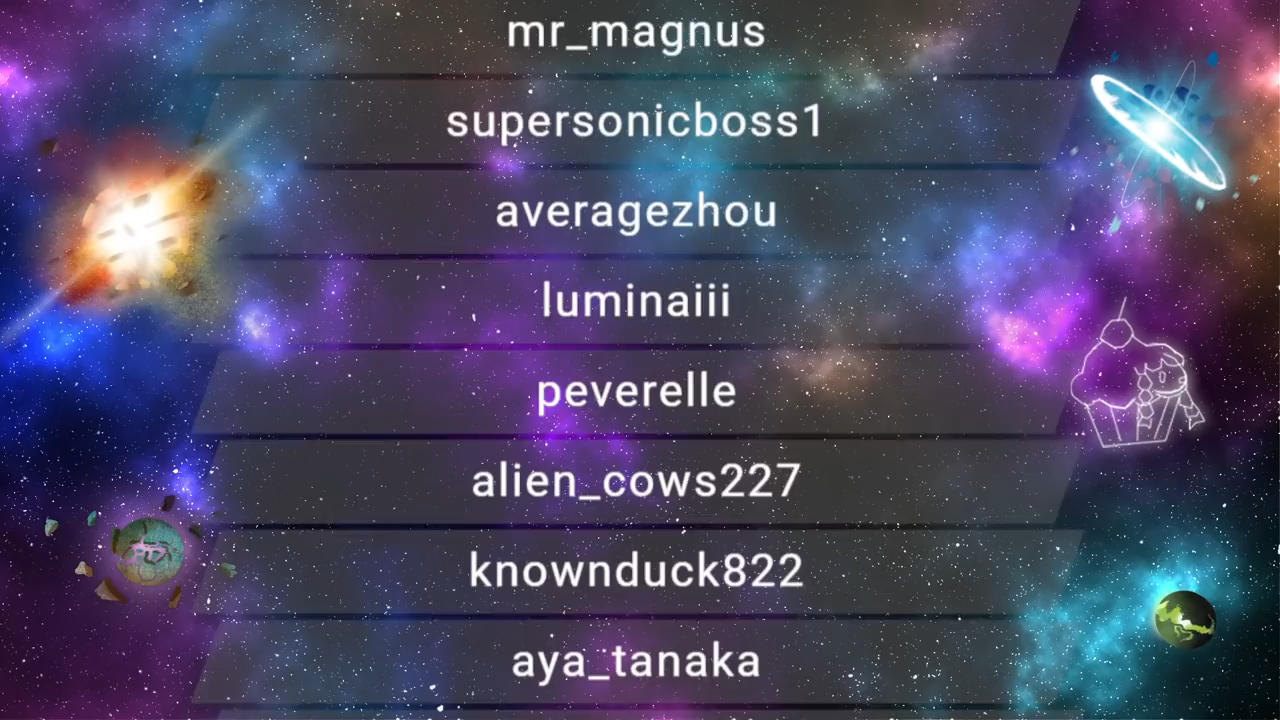 mr_magnus
supersonicboss1
averagezhou
luminaiii
peverelle
alien_cows227
knownduck822
aya_tanaka